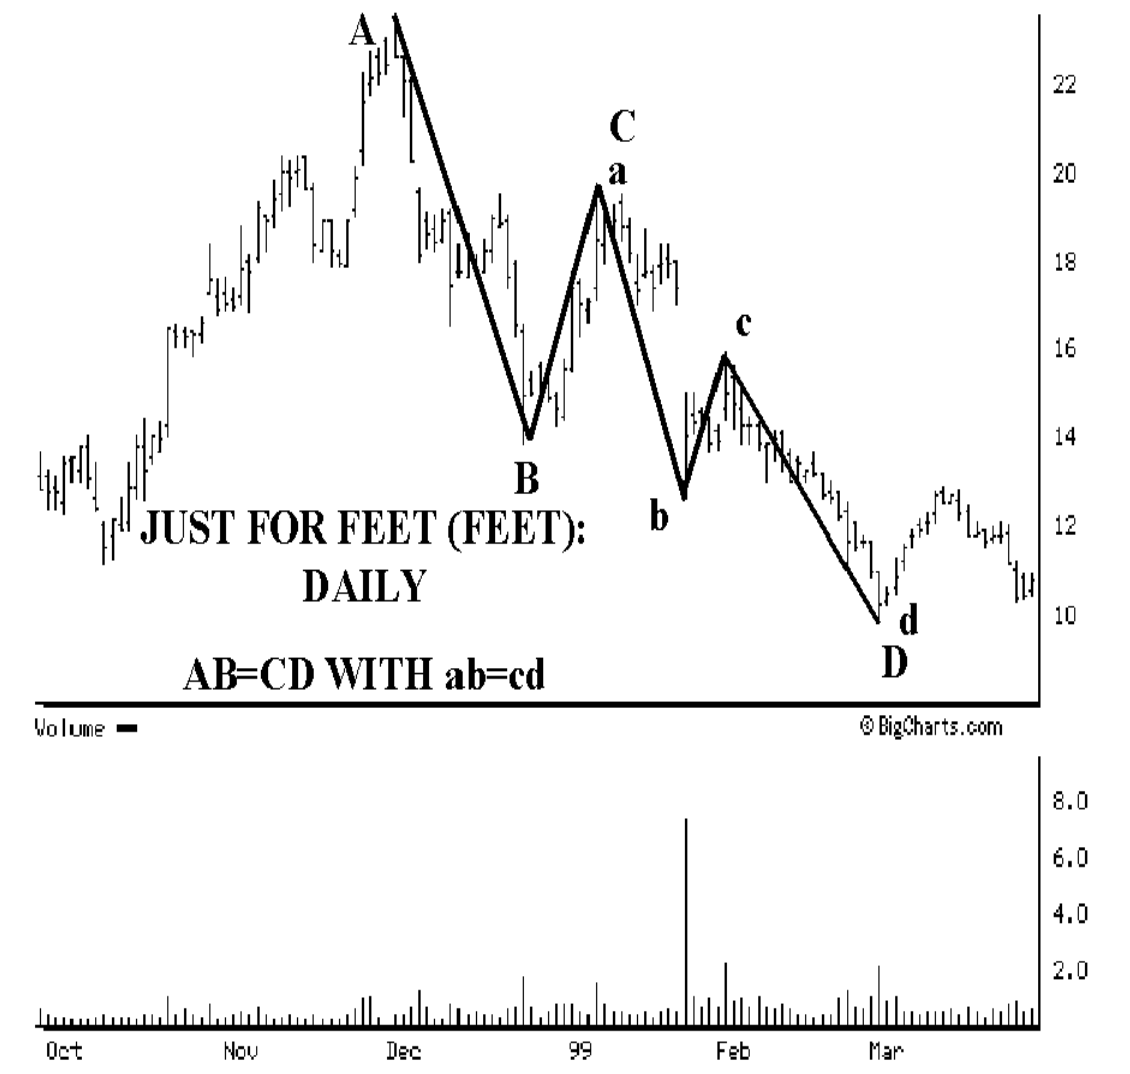 A
22
C
a
20
18
c
16
14
B
b
12
JUST FOR FEET (FEET):
DAILY
10
d
D
AB=CD WITH ab=cd
Volume
© BigCharts.com
8.0
6.0
4.0
2.0
Oct Nov Dec 99 Feb Mar